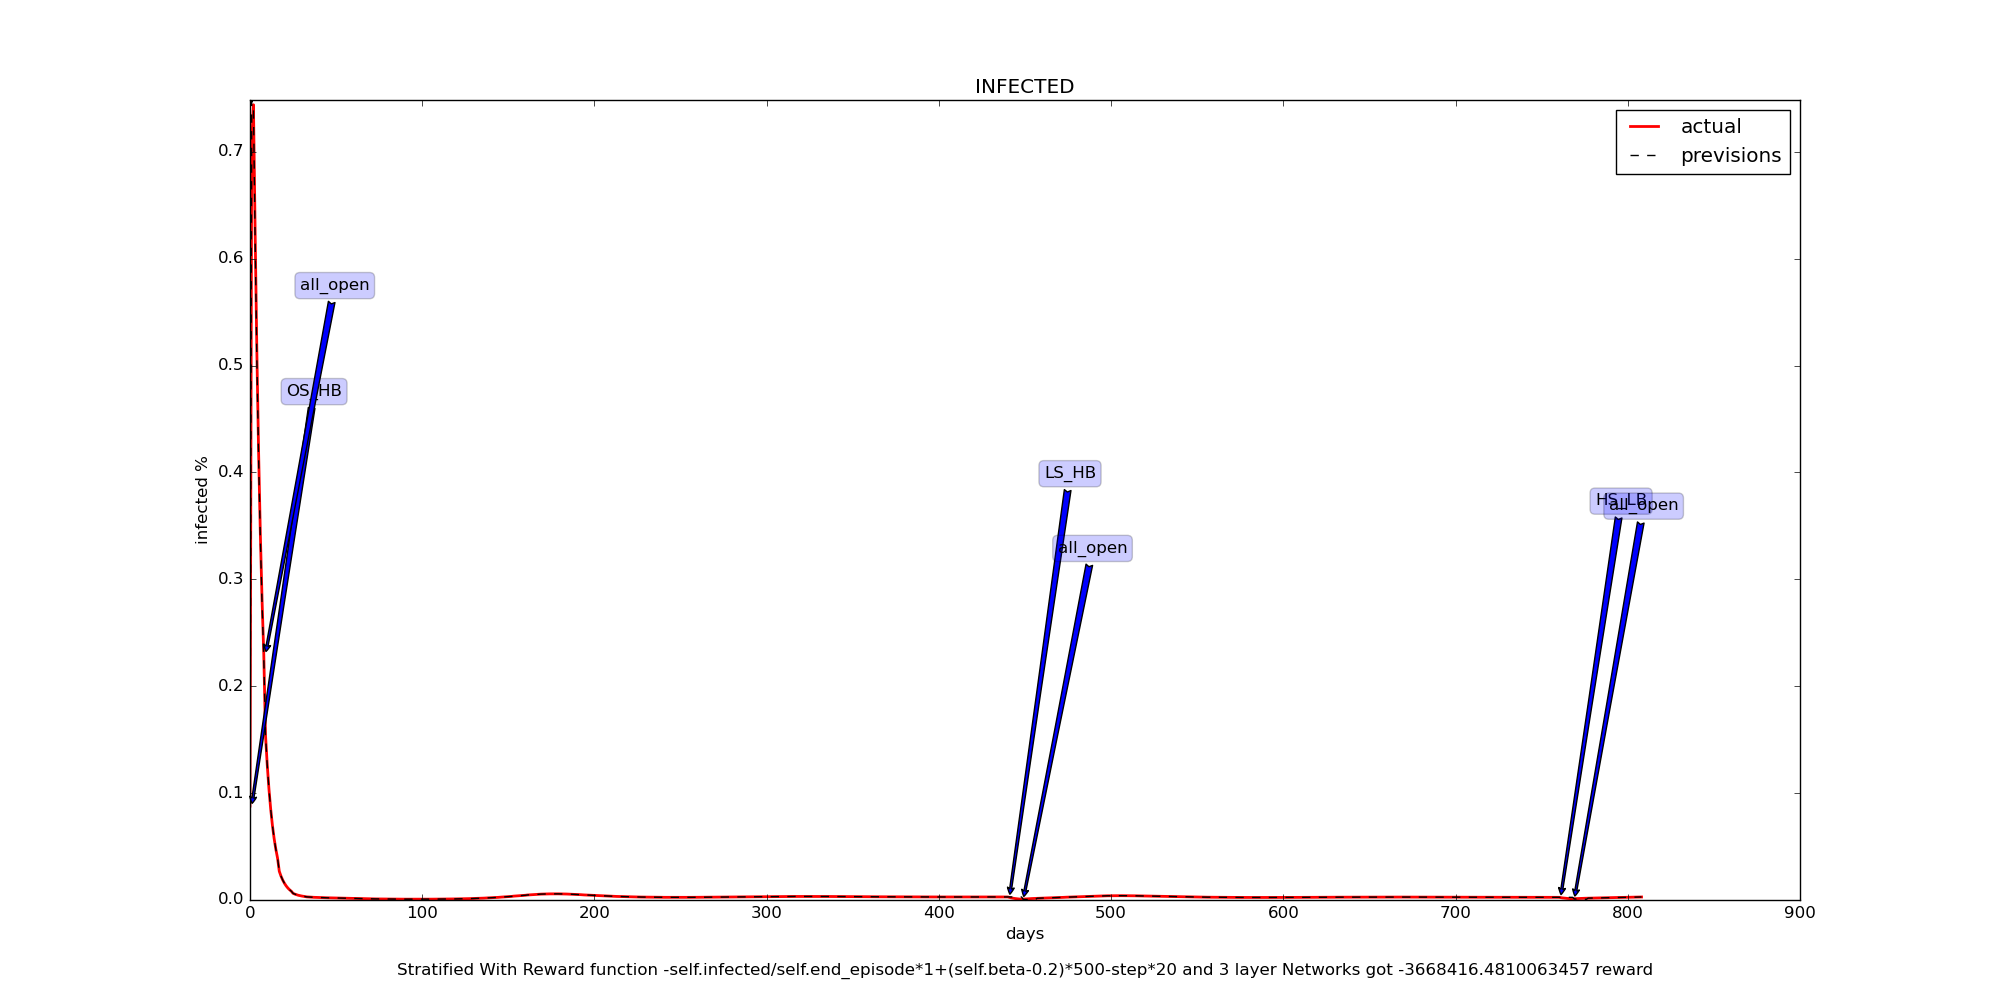 INFECTED
actual
previsions
0.7
0.6
0.5
0.4
0.3
0.2
0.1
0.0
infected %
all_open
OS_HB
LS_HB
all_open
HS_LB
all_open
0 100 200 300 400 500 600 700 800 900
days
Stratified With Reward function -self.infected/self.end_episode*1+(self.beta-0.2)*500-step*20 and 3 layer Networks got -3668416.4810063457 reward